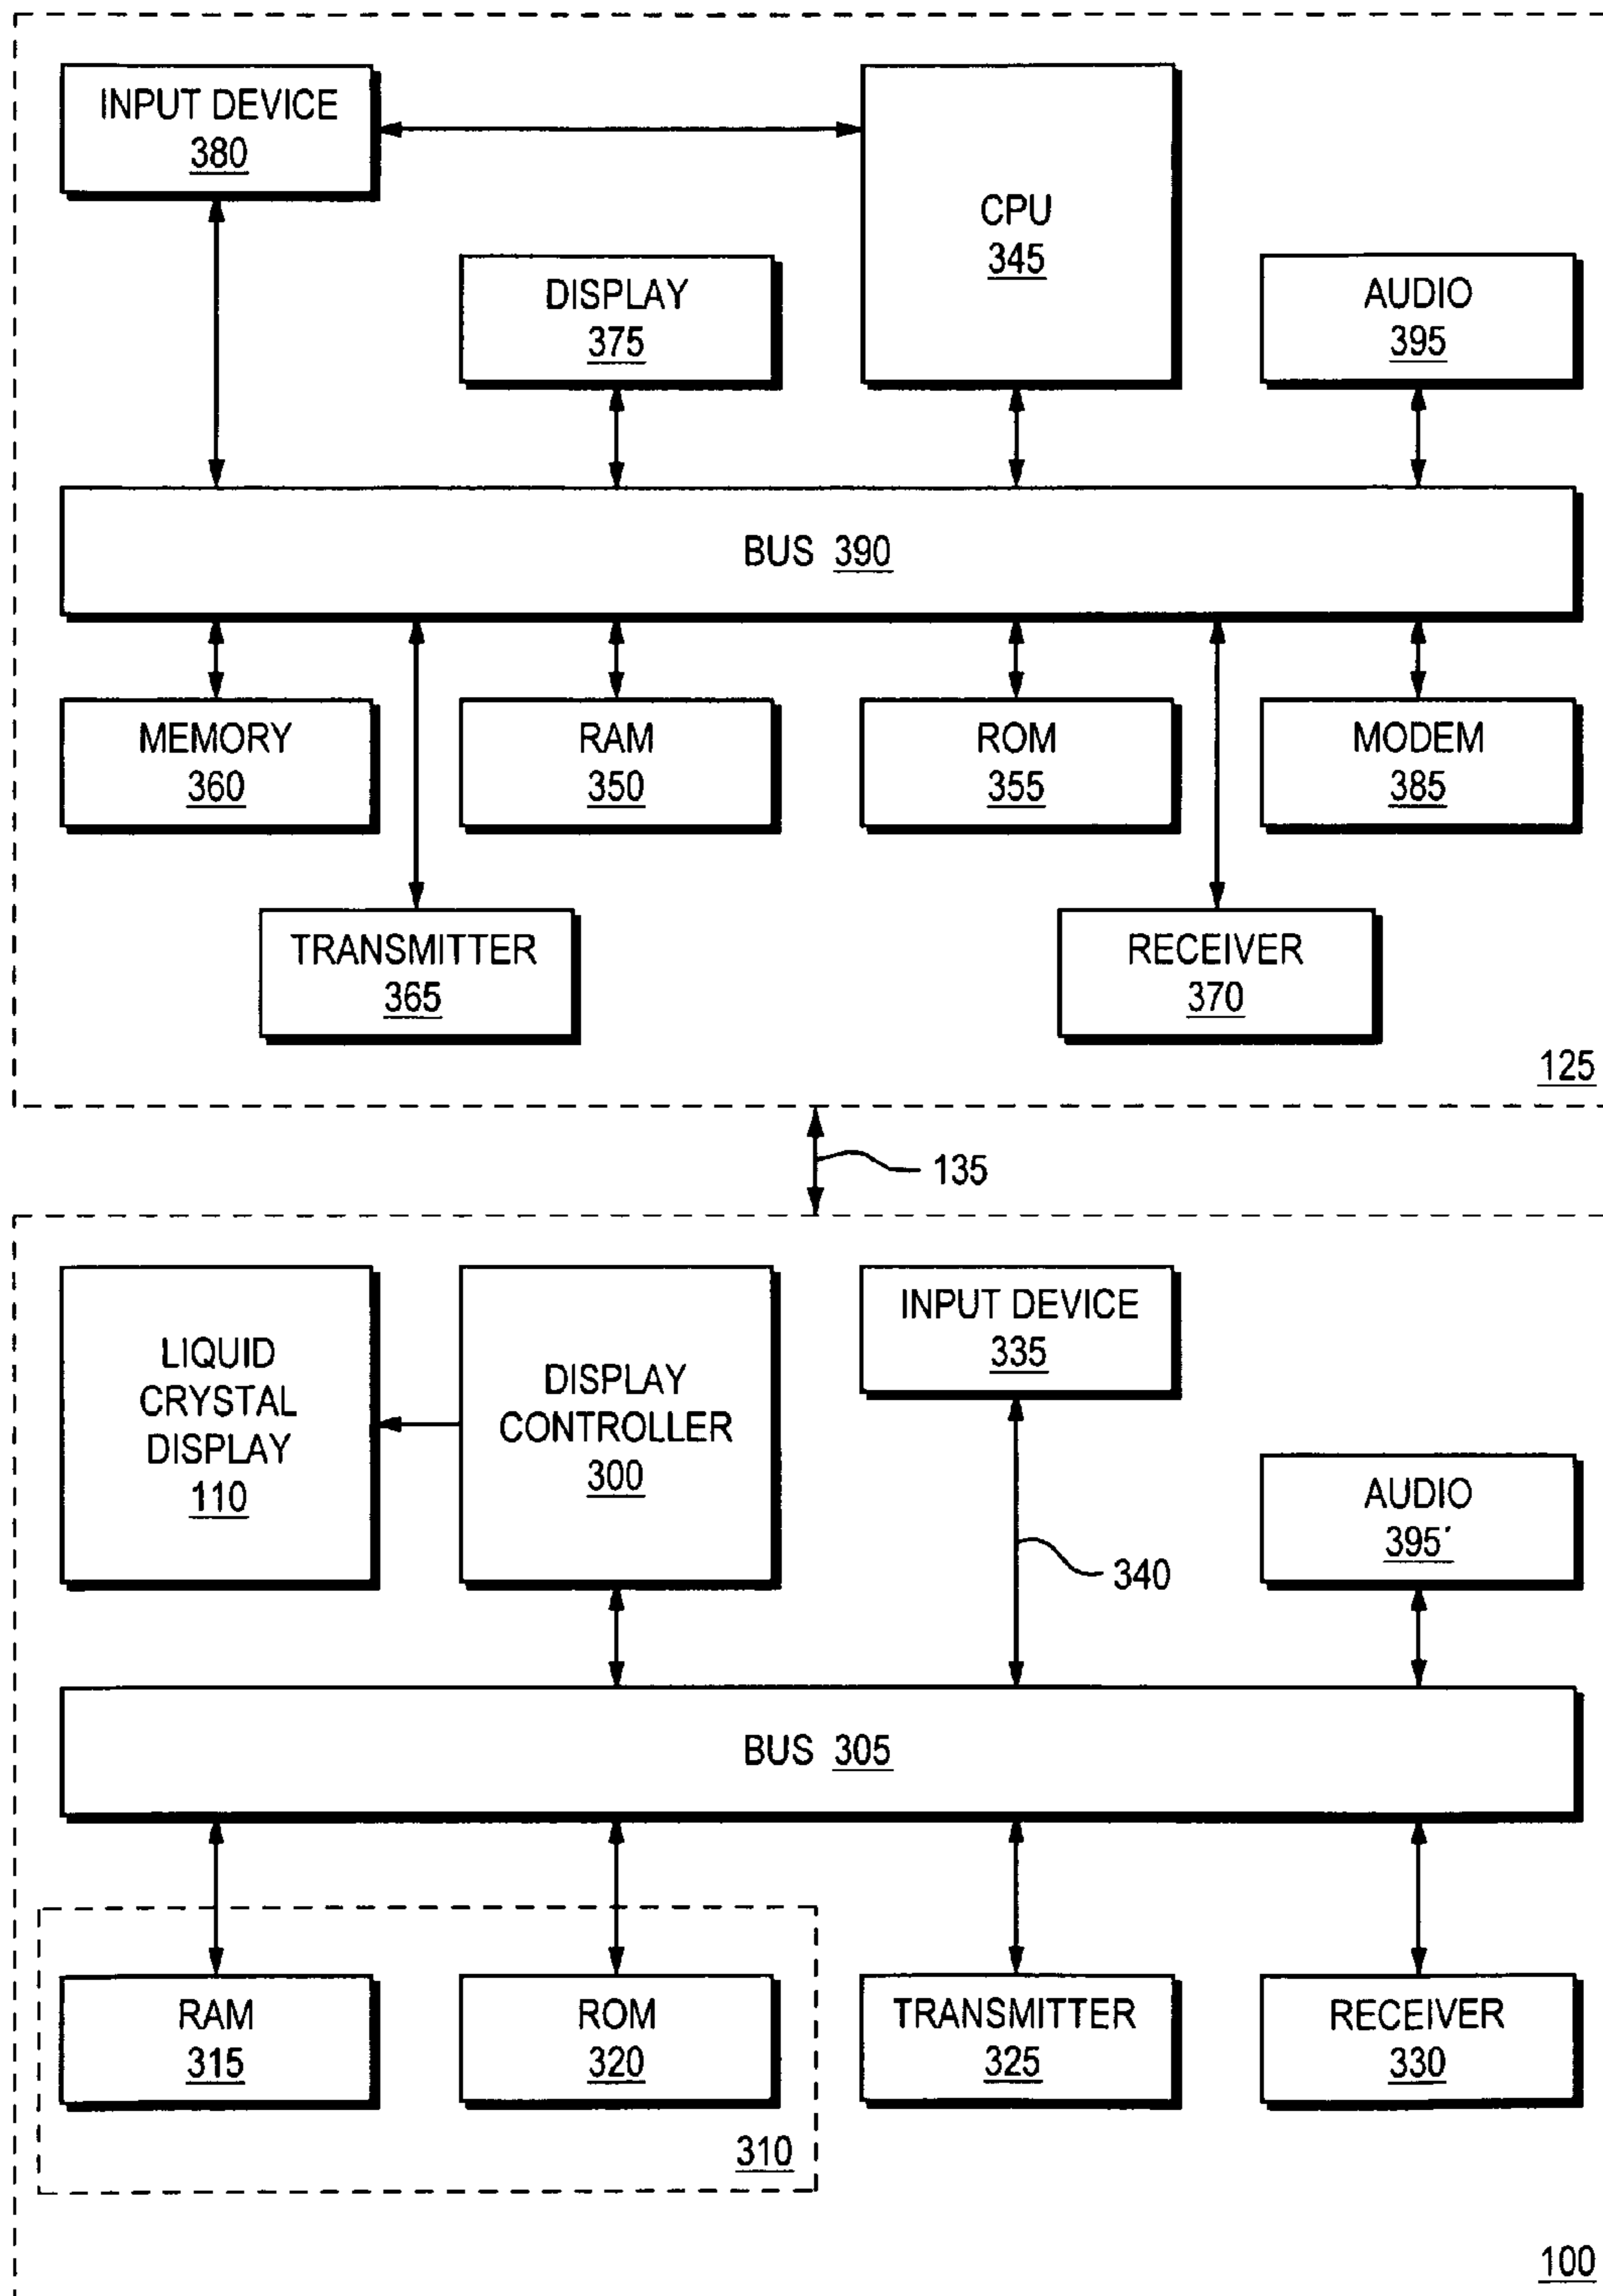 INPUT DEVICE
380
CPU
345
DISPLAY
375
AUDIO
395
BUS 390
MEMORY
360
RAM
350
ROM
355
MODEM
385
TRANSMITTER
365
RECEIVER
370
125
135
LIQUID
CRYSTAL
DISPLAY
110
DISPLAY
CONTROLLER
300
INPUT DEVICE
335
AUDIO
395′
340
BUS 305
RAM
315
ROM
320
TRANSMITTER
325
RECEIVER
330
310
100